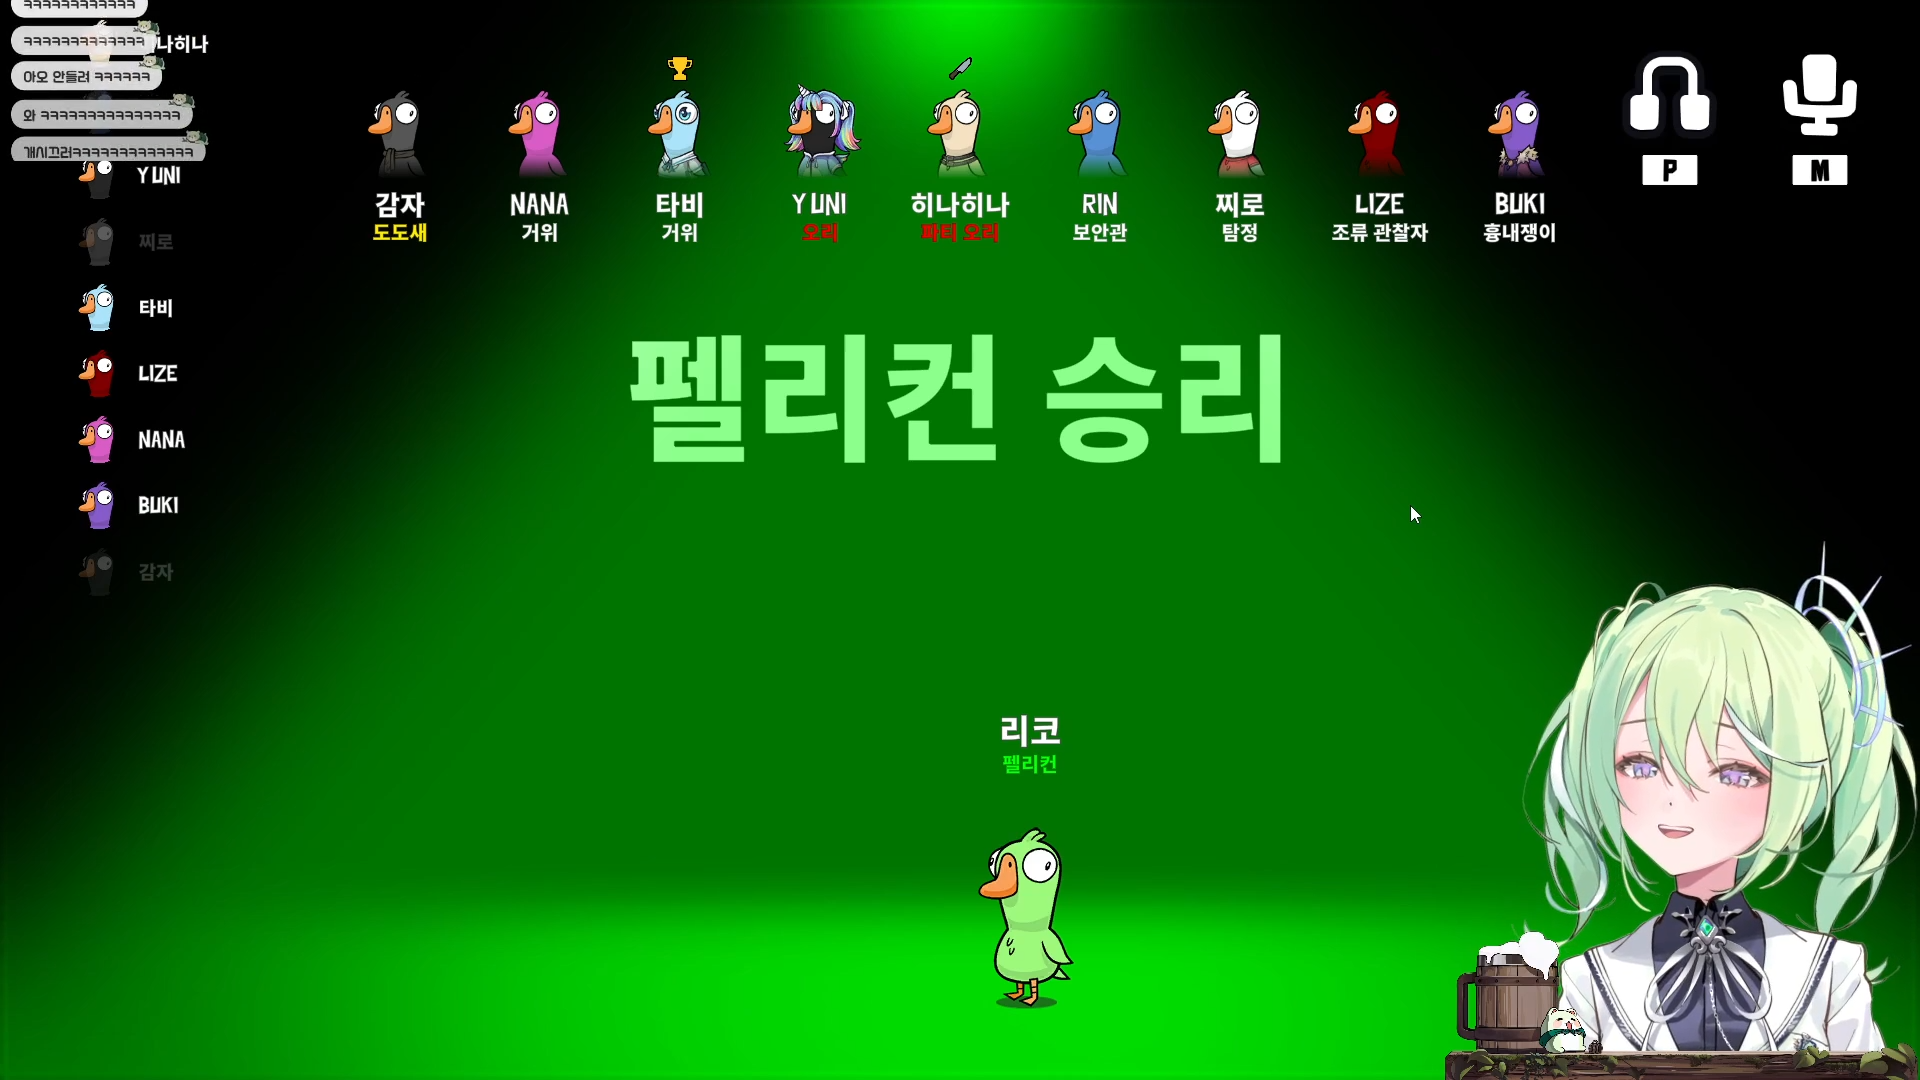 ㅋㅋㅋㅋㅋㅋㅋㅋㅋㅋㅋㅋ
ㅋㅋㅋㅋㅋㅋㅋㅋㅋㅋㅋㅋㅋ
나히나
아오 안들려 ㅋㅋㅋㅋㅋㅋ
와 ㅋㅋㅋㅋㅋㅋㅋㅋㅋㅋㅋㅋㅋㅋㅋ
개시끄러ㅋㅋㅋㅋㅋㅋㅋㅋㅋㅋㅋㅋㅋ
YUNI
찌로
타비
LIZE
NANA
BUKI
감자
감자 NANA 타비 YUNI 히나히나 RIN 찌로 LIZE BUKI
도도새 거위 거위 오리 파티 오리 보안관 탐정 조류 관찰자 흉내쟁이
P M
펠리컨 승리
리코
펠리컨